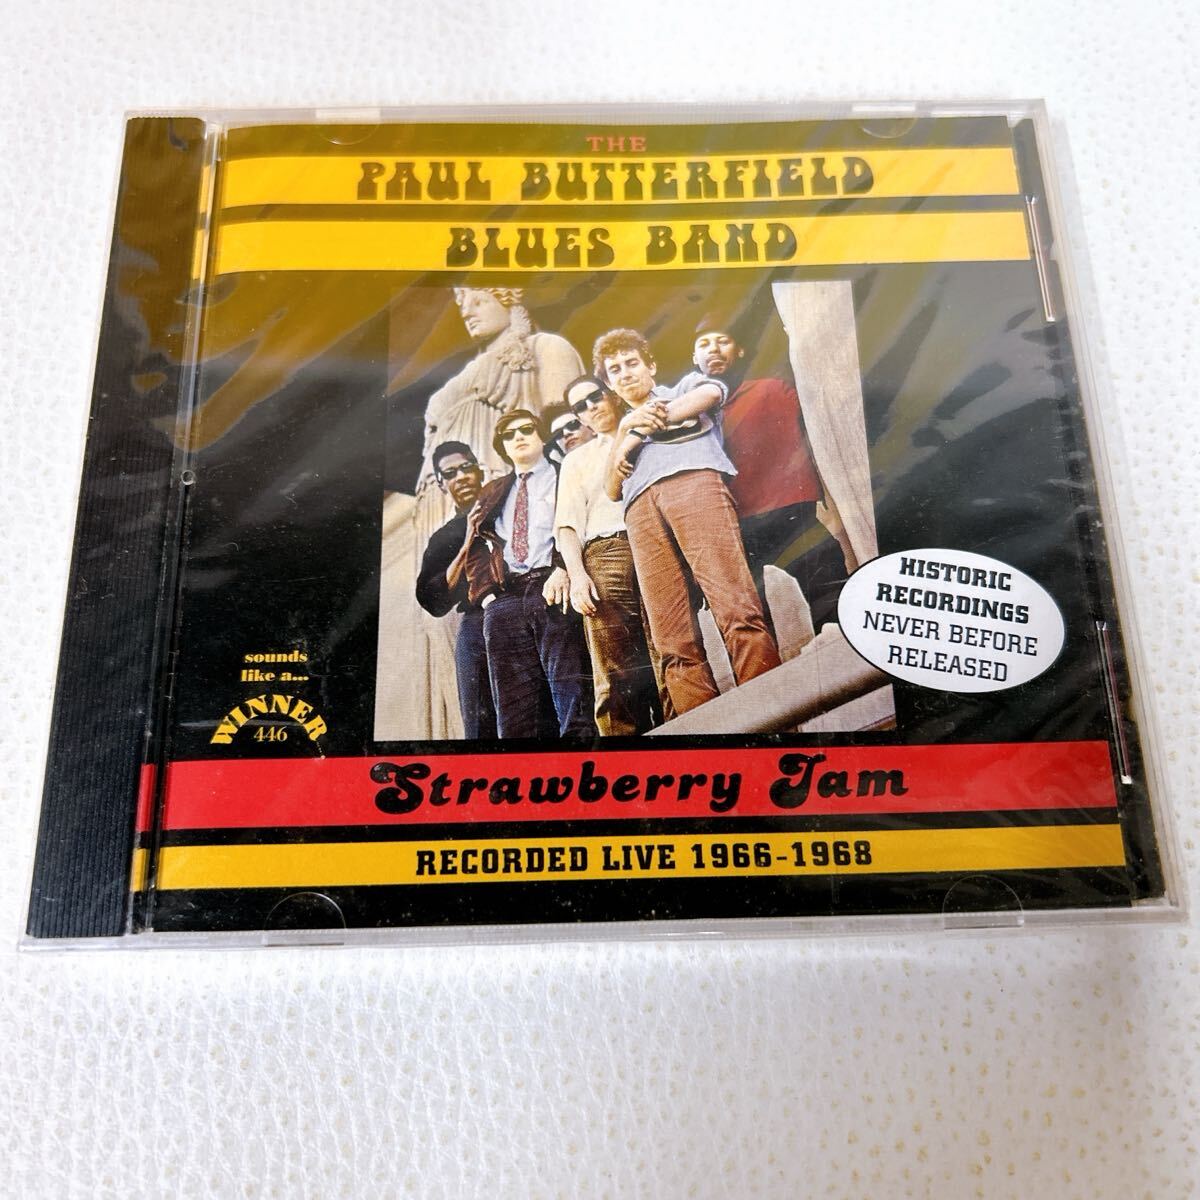 THE
PAUL BUTTERFIELD
BLUES BAND
HISTORIC
RECORDINGS
NEVER BEFORE
RELEASED
sounds
like a...
WINNER...
446
Strawberry Jam
RECORDED LIVE 1966-1968